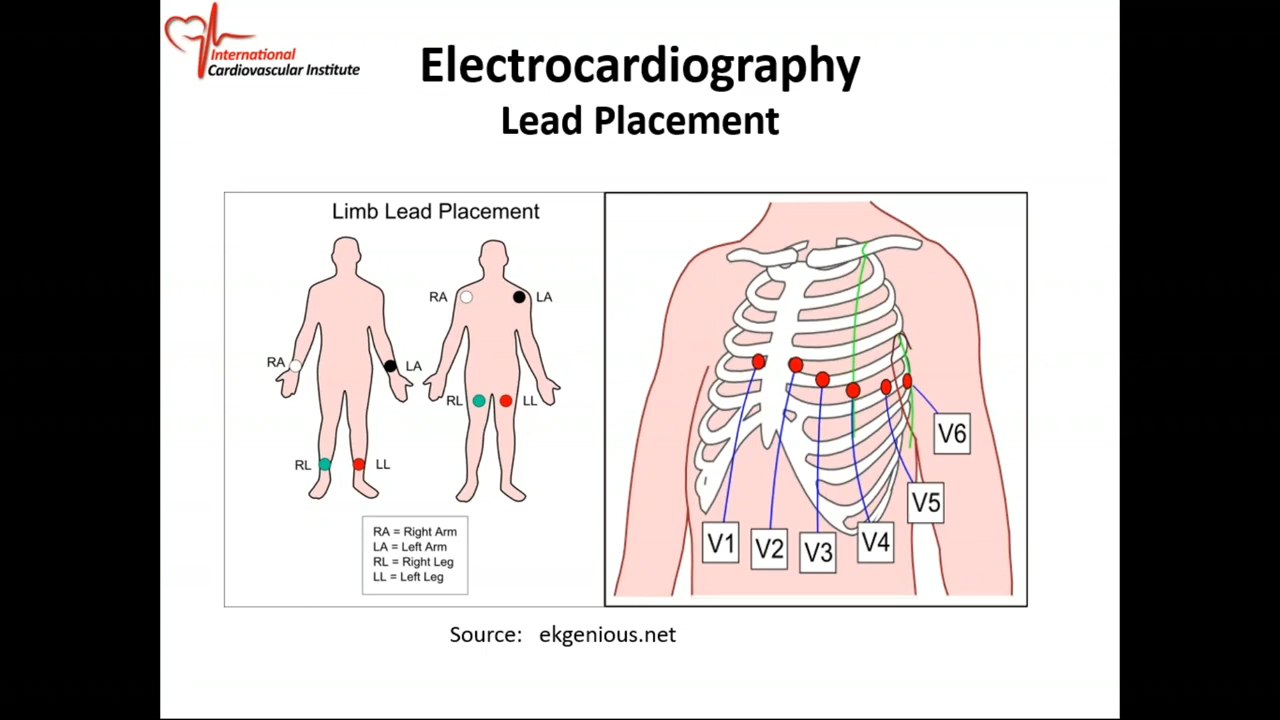 International
Cardiovascular Institute
Electrocardiography
Lead Placement
Limb Lead Placement
RA
LA
RL
LL
RA
LA
RL
LL
RA = Right Arm
LA = Left Arm
RL = Right Leg
LL = Left Leg
V1
V2
V3
V4
V5
V6
Source: ekgenious.net